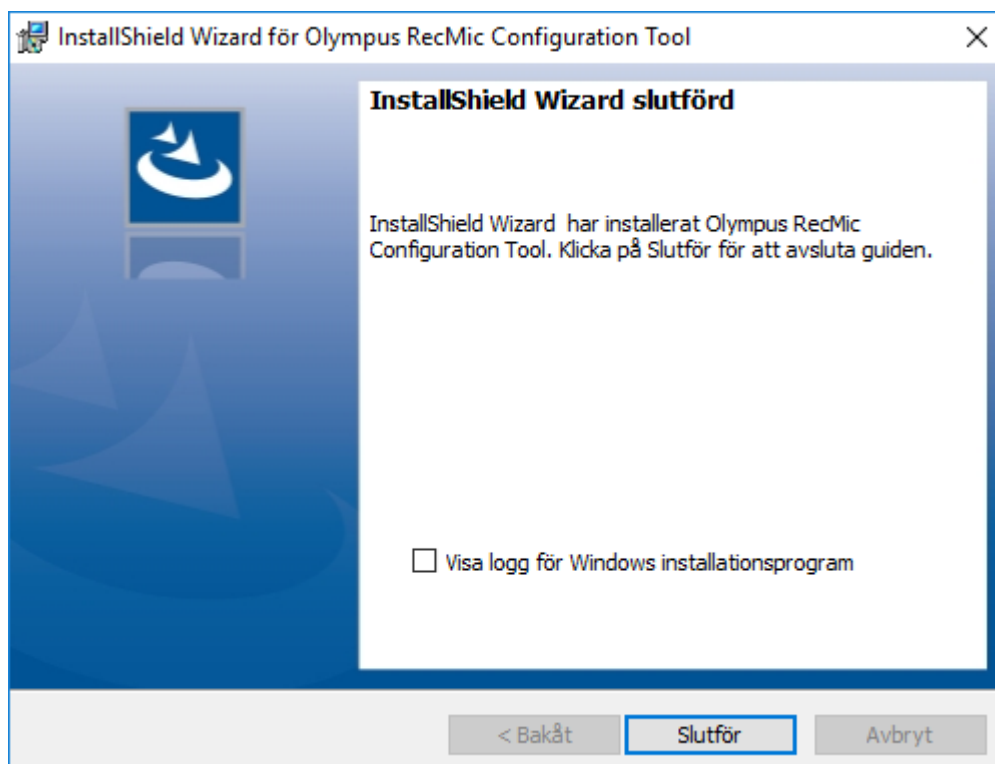 InstallShield Wizard för Olympus RecMic Configuration Tool
InstallShield Wizard slutförd
InstallShield Wizard har installerat Olympus RecMic
Configuration Tool. Klicka på Slutför för att avsluta guiden.
Visa logg för Windows installationsprogram
< Bakåt
Slutför
Avbryt